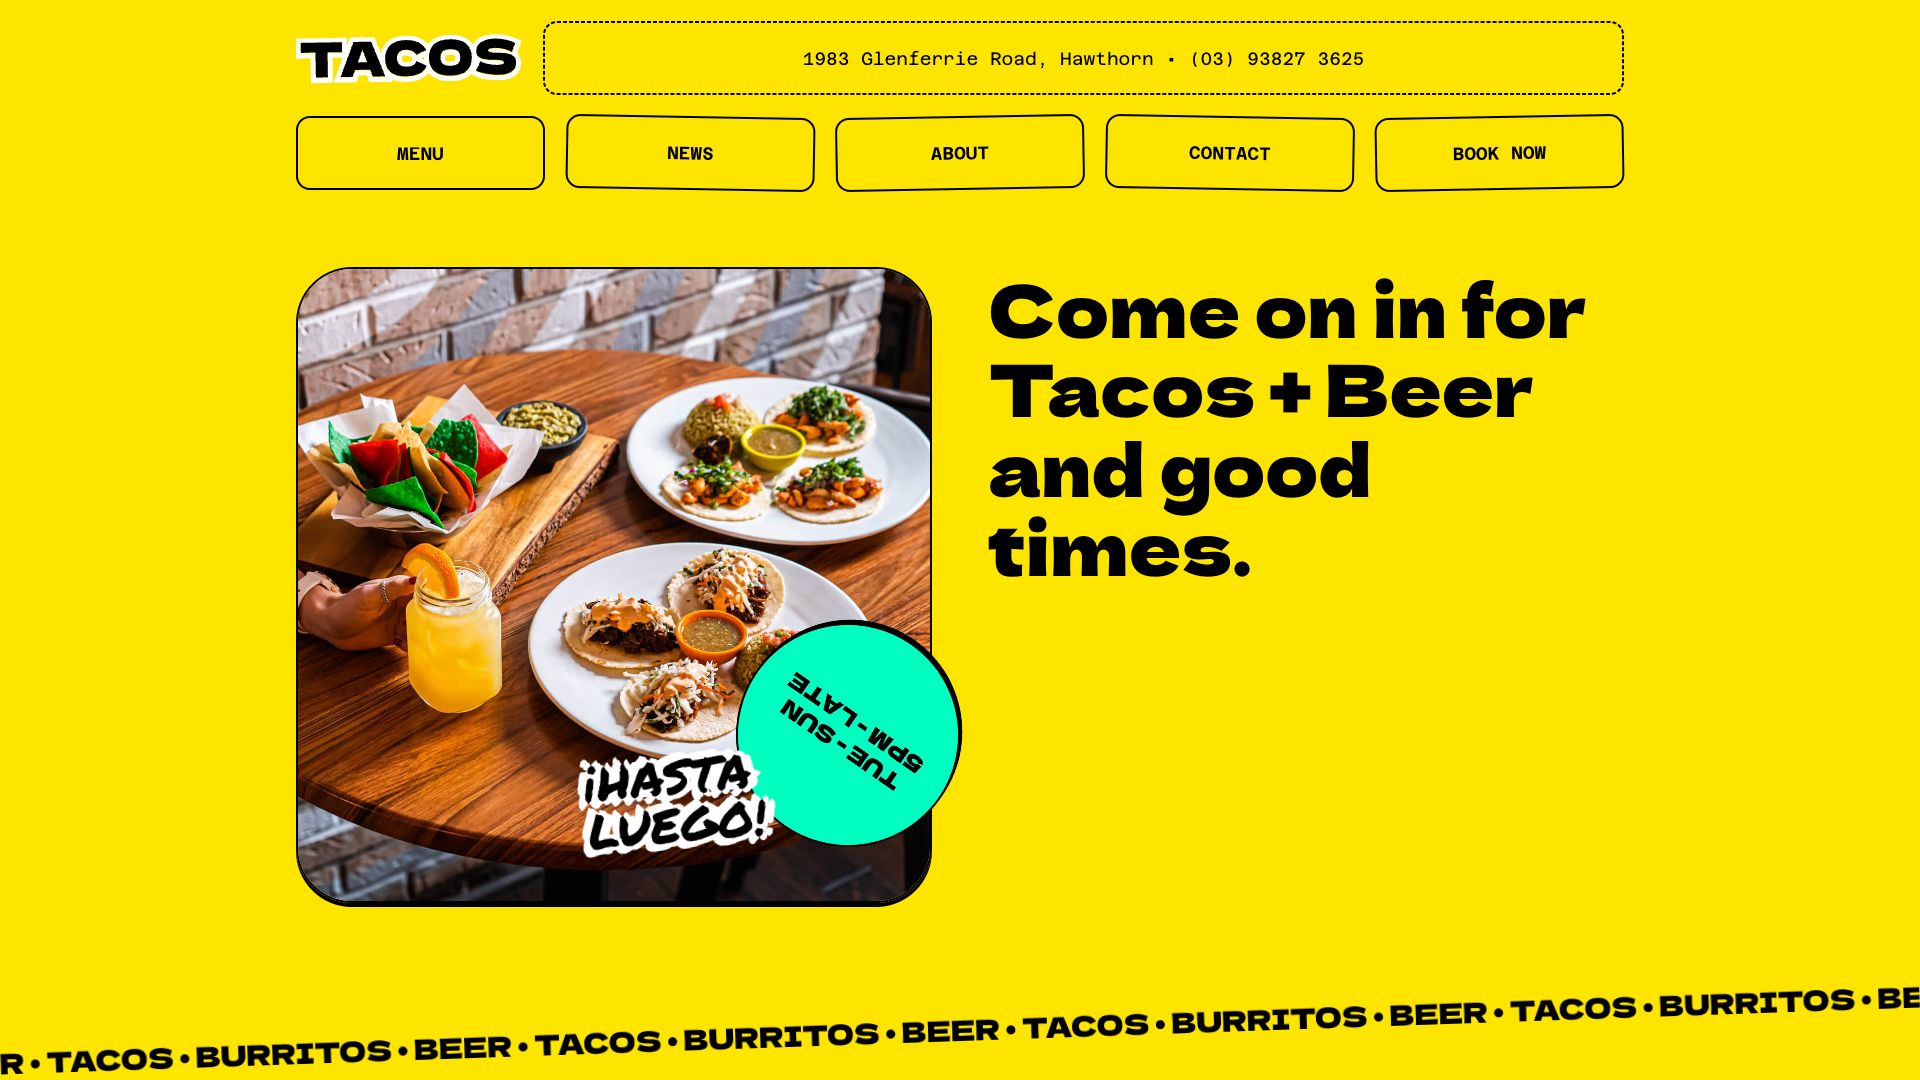 TACOS
1983 Glenferrie Road, Hawthorn • (03) 93827 3625
MENU
NEWS
ABOUT
CONTACT
BOOK NOW
Come on in for
Tacos + Beer
and good
times.
TUE - SUN
5PM - LATE
¡HASTA
LUEGO!
R • TACOS • BURRITOS • BEER • TACOS • BURRITOS • BEER • TACOS • BURRITOS • BEER • TACOS • BURRITOS • BE